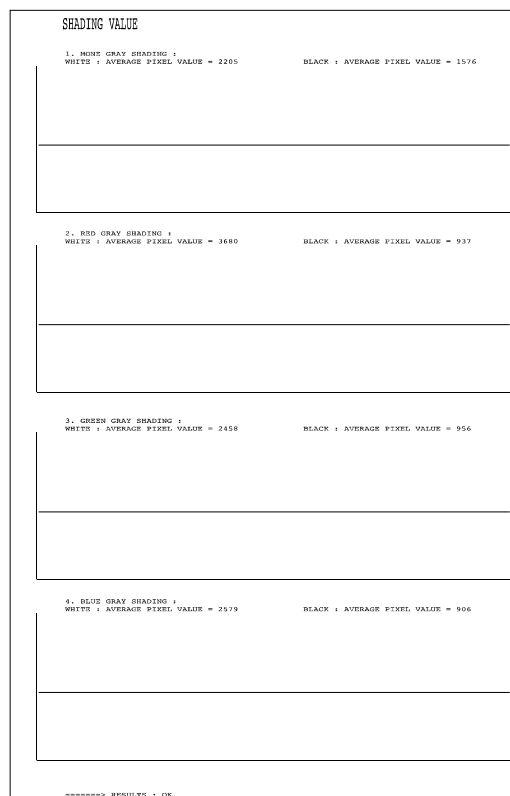 SHADING VALUE
1. MONE GRAY SHADING :
WHITE : AVERAGE PIXEL VALUE = 2205 BLACK : AVERAGE PIXEL VALUE = 1576
2. RED GRAY SHADING :
WHITE : AVERAGE PIXEL VALUE = 3680 BLACK : AVERAGE PIXEL VALUE = 937
3. GREEN GRAY SHADING :
WHITE : AVERAGE PIXEL VALUE = 2458 BLACK : AVERAGE PIXEL VALUE = 956
4. BLUE GRAY SHADING :
WHITE : AVERAGE PIXEL VALUE = 2579 BLACK : AVERAGE PIXEL VALUE = 906
=======> RESULTS : OK.